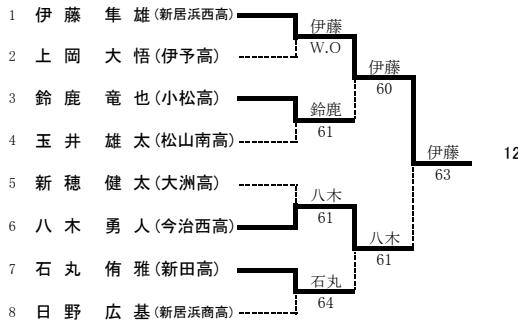 1 伊藤 隼雄 (新居浜西高)
伊藤
2 上岡 大悟 (伊予高)
W.O
伊藤
60
3 鈴鹿 竜也 (小松高)
鈴鹿
61
4 玉井 雄太 (松山南高)
伊藤
12
63
5 新穂 健太 (大洲高)
八木
61
6 八木 勇人 (今治西高)
八木
61
7 石丸 侑雅 (新田高)
石丸
64
8 日野 広基 (新居浜商高)